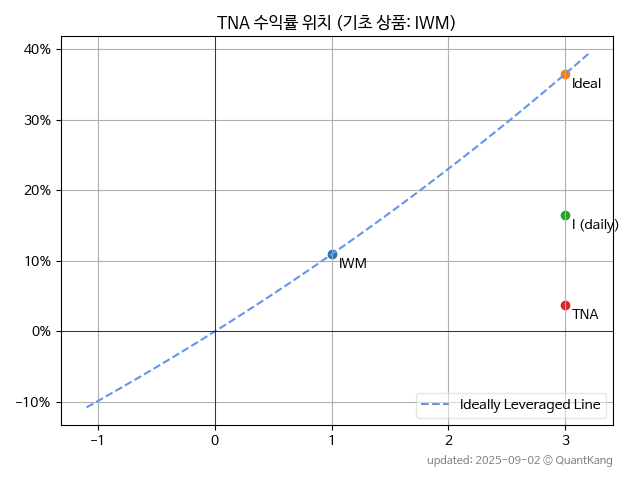 TNA 수익률 위치 (기초 상품: IWM)
40%
Ideal
30%
20%
I (daily)
10%
IWM
TNA
0%
−10%
Ideally Leveraged Line
−1 0 1 2 3
updated: 2025-09-02 © QuantKang